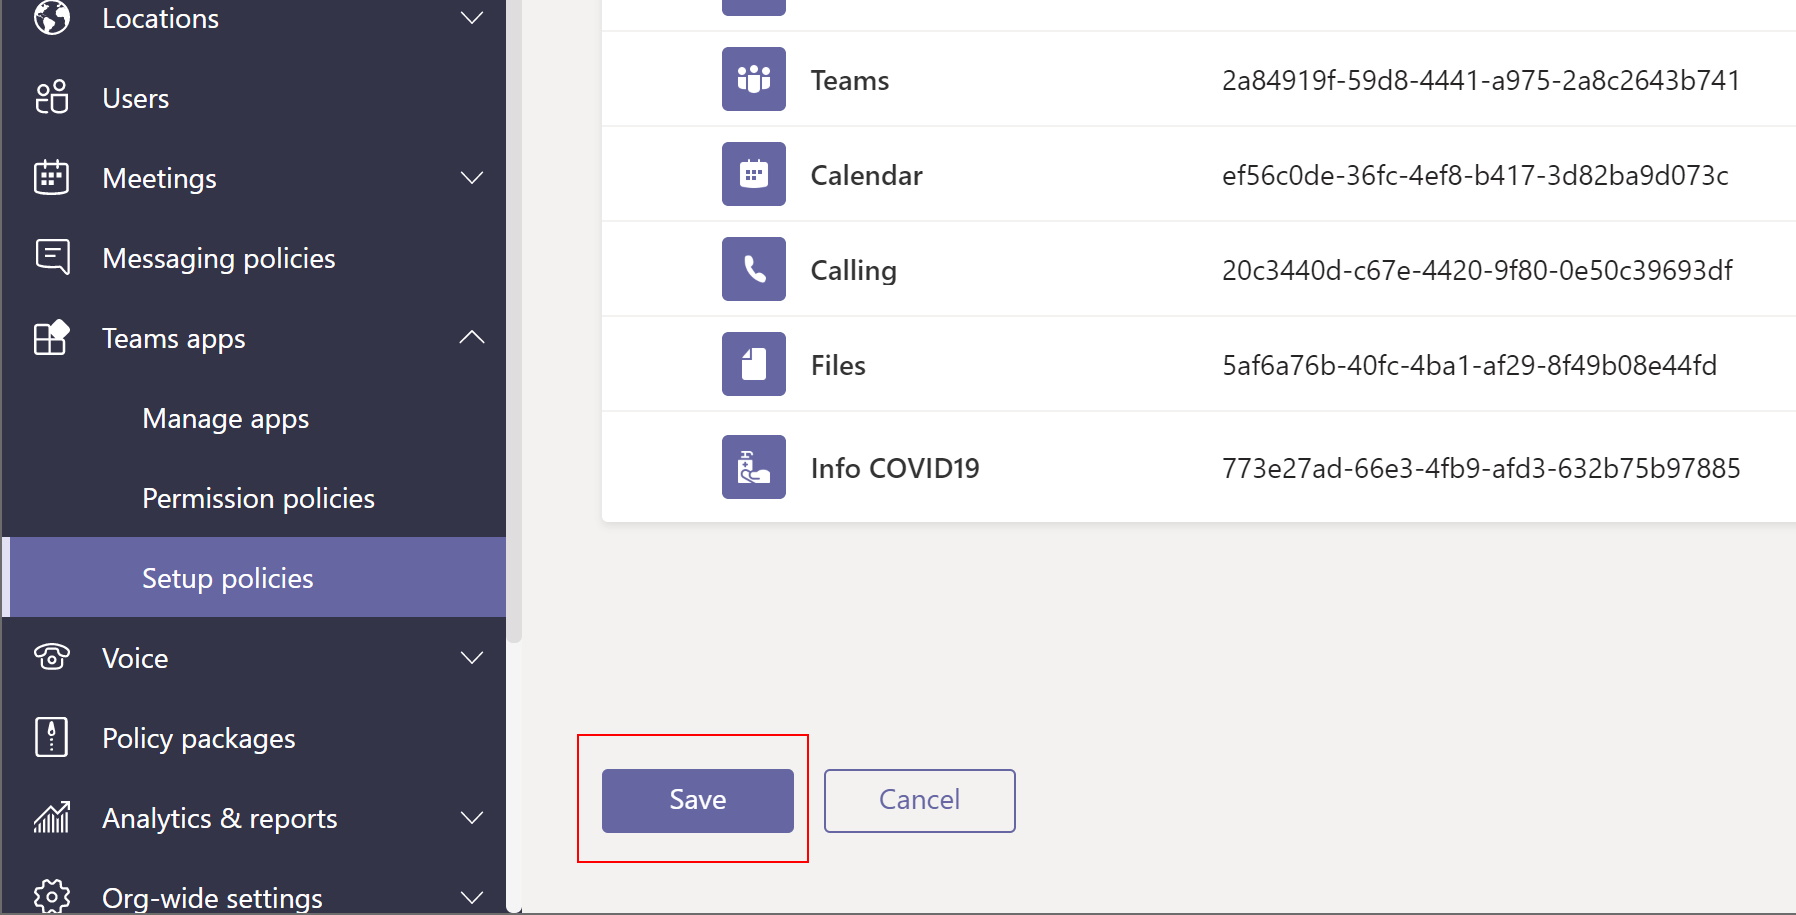 Locations
Users
Meetings
Messaging policies
Teams apps
Manage apps
Permission policies
Setup policies
Voice
Policy packages
Analytics & reports
Org-wide settings
Teams 2a84919f-59d8-4441-a975-2a8c2643b741
Calendar ef56c0de-36fc-4ef8-b417-3d82ba9d073c
Calling 20c3440d-c67e-4420-9f80-0e50c39693df
Files 5af6a76b-40fc-4ba1-af29-8f49b08e44fd
Info COVID19 773e27ad-66e3-4fb9-afd3-632b75b97885
Save Cancel